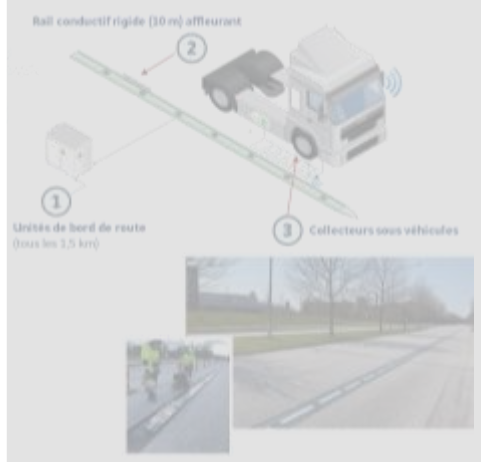 Rail conductif rigide (10 m) affleurant
2
1
Unités de bord de route
(tous les 1,5 km)
3
Collecteurs sous véhicules